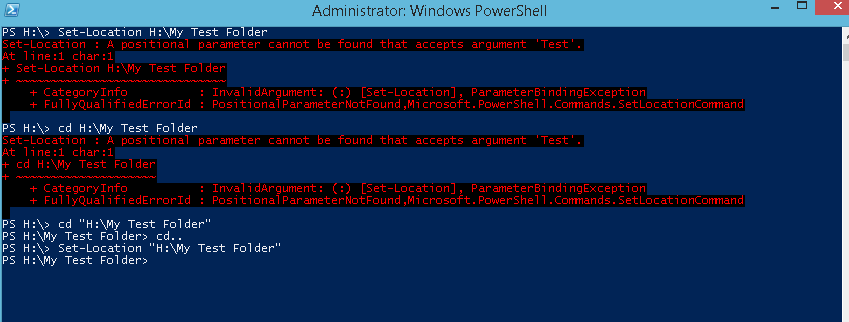 Administrator: Windows PowerShell
PS H:\> Set-Location H:\My Test Folder
Set-Location : A positional parameter cannot be found that accepts argument 'Test'.
At line:1 char:1
+ Set-Location H:\My Test Folder
+ ~~~~~~~~~~~~~~~~~~~~~~~~~~~~~~
    + CategoryInfo          : InvalidArgument: (:) [Set-Location], ParameterBindingException
    + FullyQualifiedErrorId : PositionalParameterNotFound,Microsoft.PowerShell.Commands.SetLocationCommand
PS H:\> cd H:\My Test Folder
Set-Location : A positional parameter cannot be found that accepts argument 'Test'.
At line:1 char:1
+ cd H:\My Test Folder
+ ~~~~~~~~~~~~~~~~~~~~
    + CategoryInfo          : InvalidArgument: (:) [Set-Location], ParameterBindingException
    + FullyQualifiedErrorId : PositionalParameterNotFound,Microsoft.PowerShell.Commands.SetLocationCommand
PS H:\> cd "H:\My Test Folder"
PS H:\My Test Folder> cd..
PS H:\> Set-Location "H:\My Test Folder"
PS H:\My Test Folder>